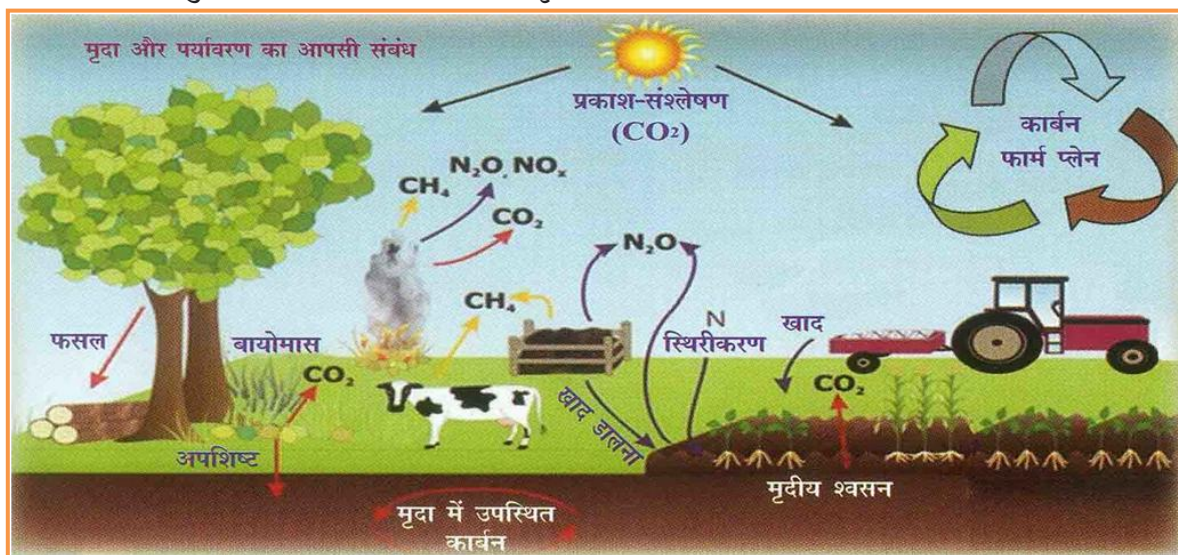 मृदा और पर्यावरण का आपसी संबंध
प्रकाश-संश्लेषण
(CO₂)
कार्बन
फार्म प्लेन
N₂O, NOₓ
CH₄
CO₂
N₂O
CH₄
N
स्थिरीकरण
खाद
फसल
बायोमास
CO₂
CO₂
खाद डालना
अपशिष्ट
मृदीय श्वसन
मृदा में उपस्थित
कार्बन